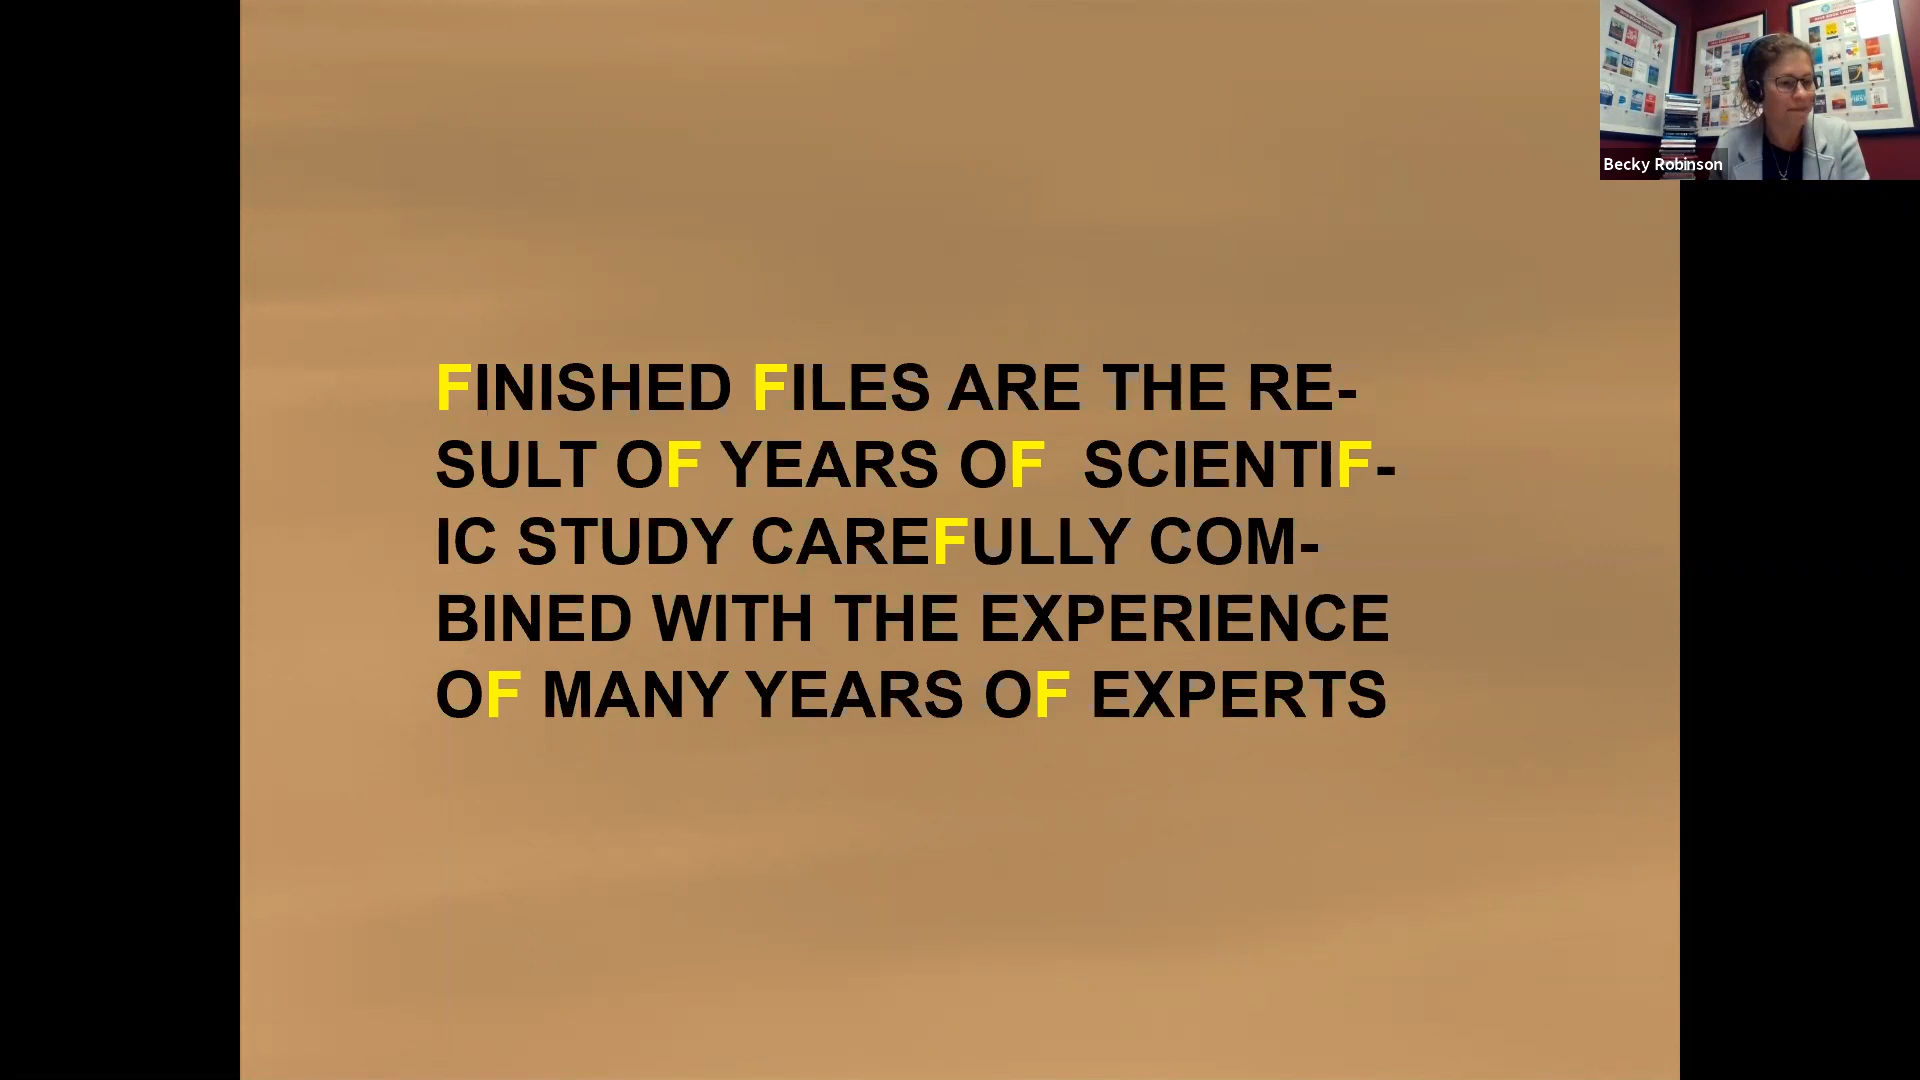 Becky Robinson
FINISHED FILES ARE THE RE-
SULT OF YEARS OF SCIENTIF-
IC STUDY CAREFULLY COM-
BINED WITH THE EXPERIENCE
OF MANY YEARS OF EXPERTS